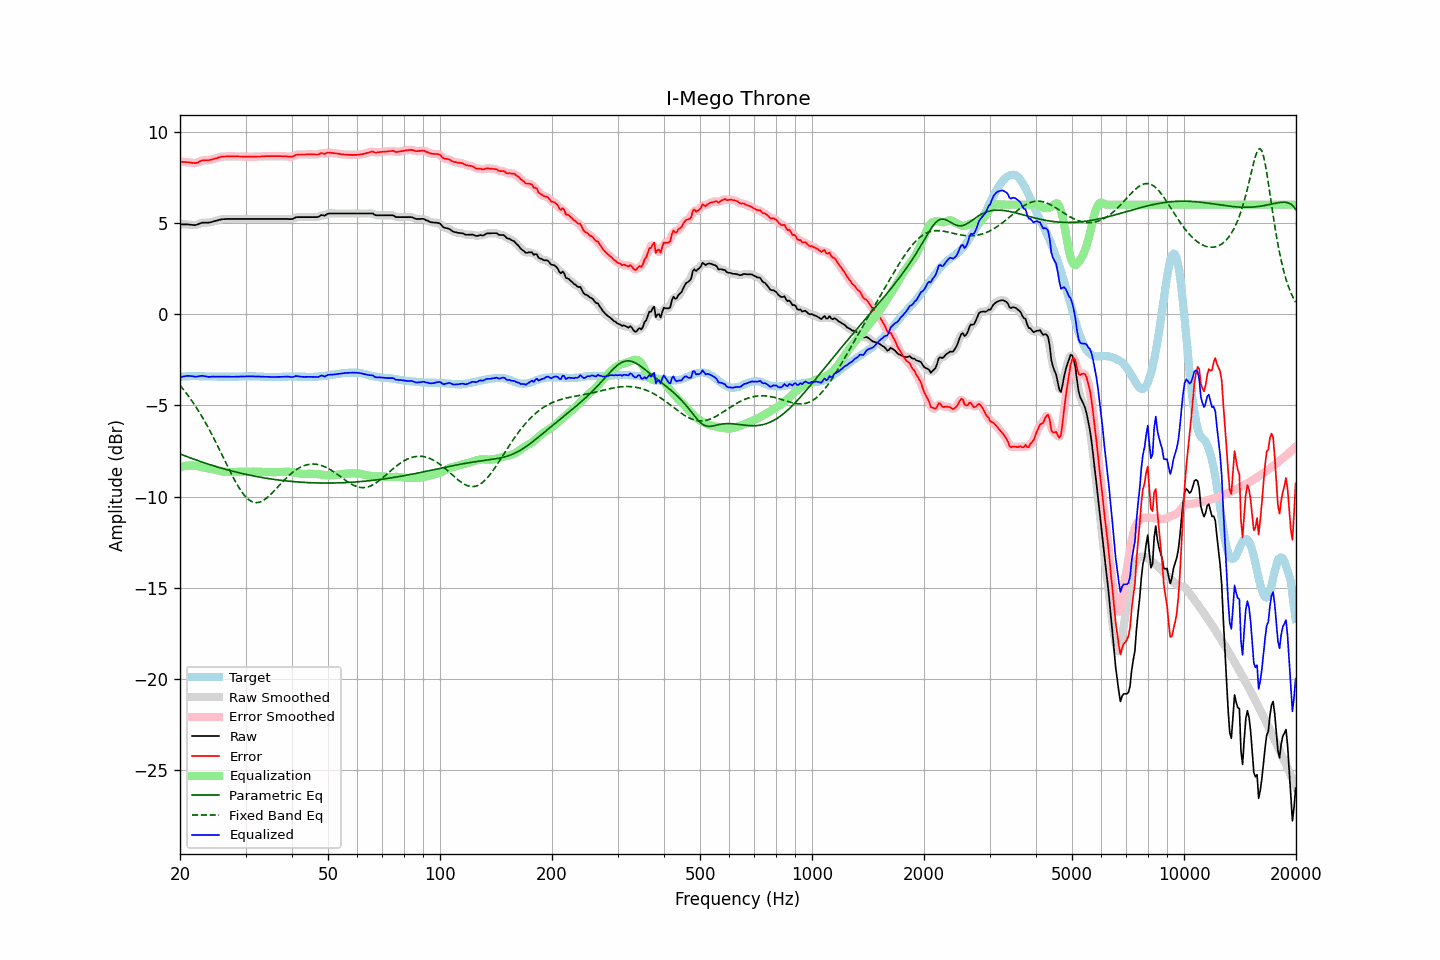 I-Mego Throne
10
5
0
−5
−10
−15
−20
−25
Amplitude (dBr)
Target
Raw Smoothed
Error Smoothed
Raw
Error
Equalization
Parametric Eq
Fixed Band Eq
Equalized
20 50 100 200 500 1000 2000 5000 10000 20000
Frequency (Hz)